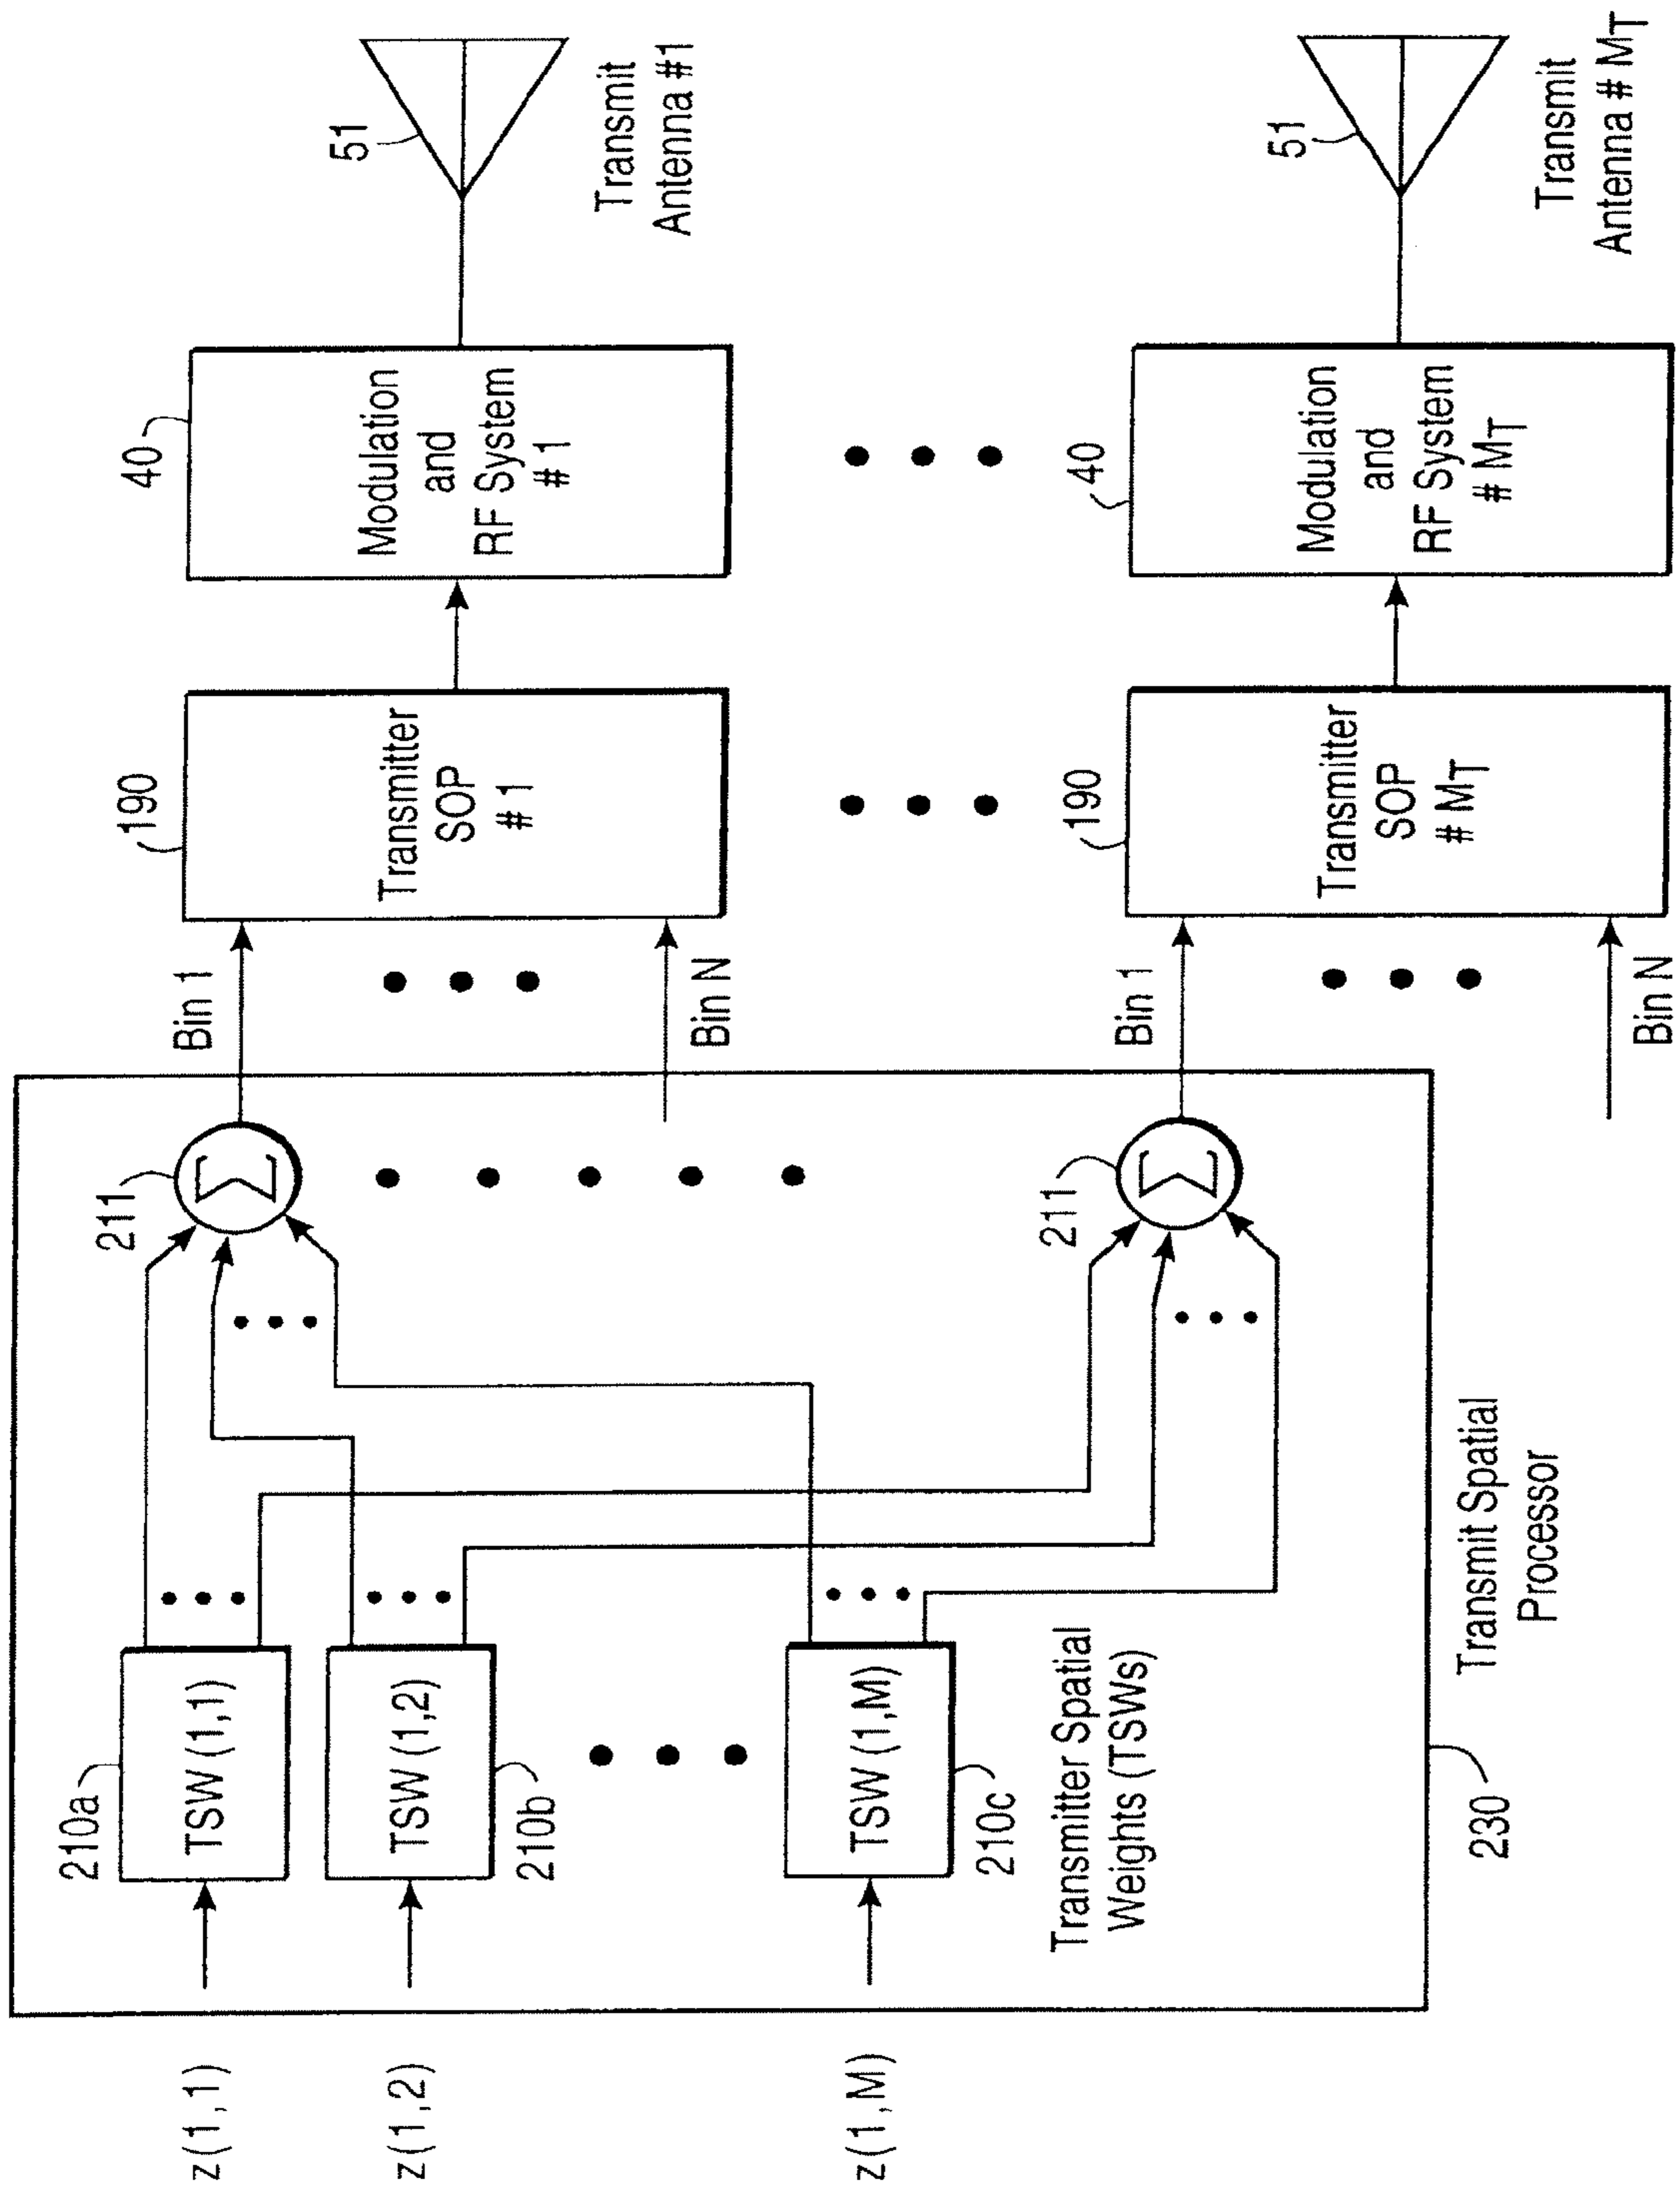 z(1,1)
z(1,2)
z(1,M)
210a
TSW (1,1)
TSW (1,2)
210b
TSW (1,M)
210c
Transmitter Spatial
Weights (TSWs)
230
Transmit Spatial
Processor
211
Σ
211
Σ
Bin 1
Bin N
Bin 1
Bin N
190
Transmitter
SOP
# 1
190
Transmitter
SOP
# MT
40
Modulation
and
RF System
# 1
40
Modulation
and
RF System
# MT
51
Transmit
Antenna #1
51
Transmit
Antenna # MT